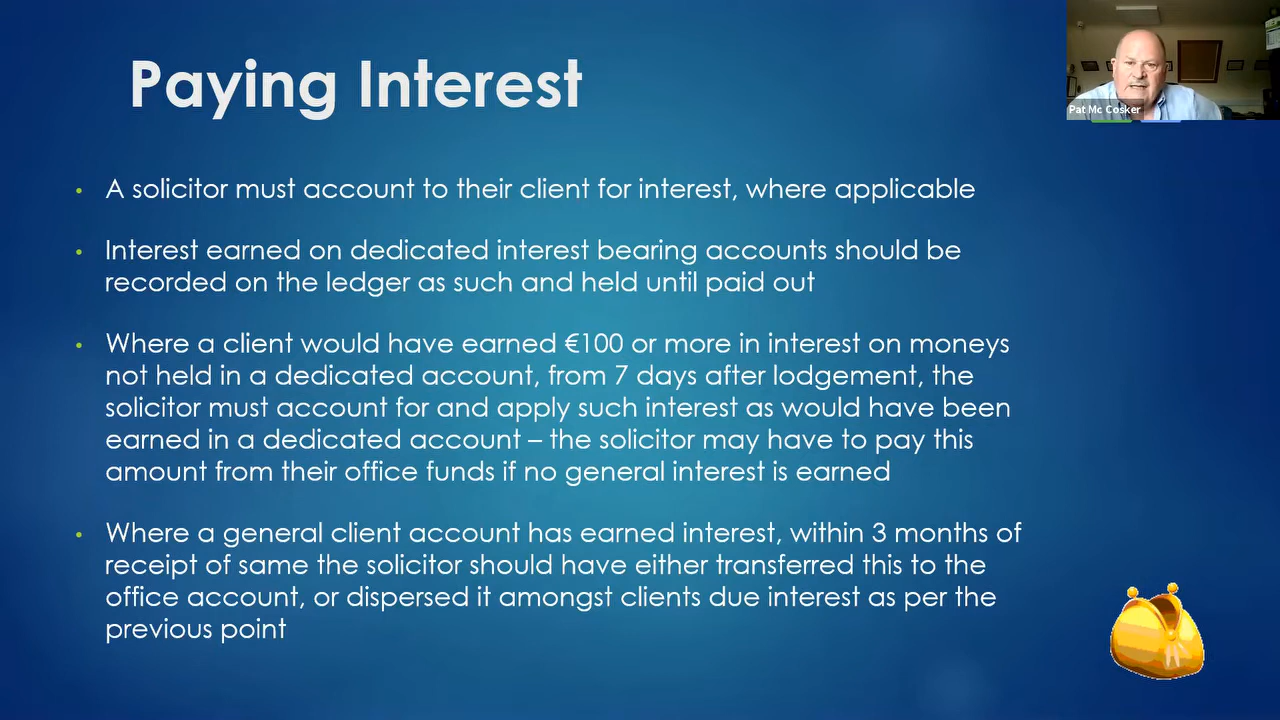 Paying Interest
Pat Mc Cosker
• A solicitor must account to their client for interest, where applicable
• Interest earned on dedicated interest bearing accounts should be
recorded on the ledger as such and held until paid out
• Where a client would have earned €100 or more in interest on moneys
not held in a dedicated account, from 7 days after lodgement, the
solicitor must account for and apply such interest as would have been
earned in a dedicated account – the solicitor may have to pay this
amount from their office funds if no general interest is earned
• Where a general client account has earned interest, within 3 months of
receipt of same the solicitor should have either transferred this to the
office account, or dispersed it amongst clients due interest as per the
previous point